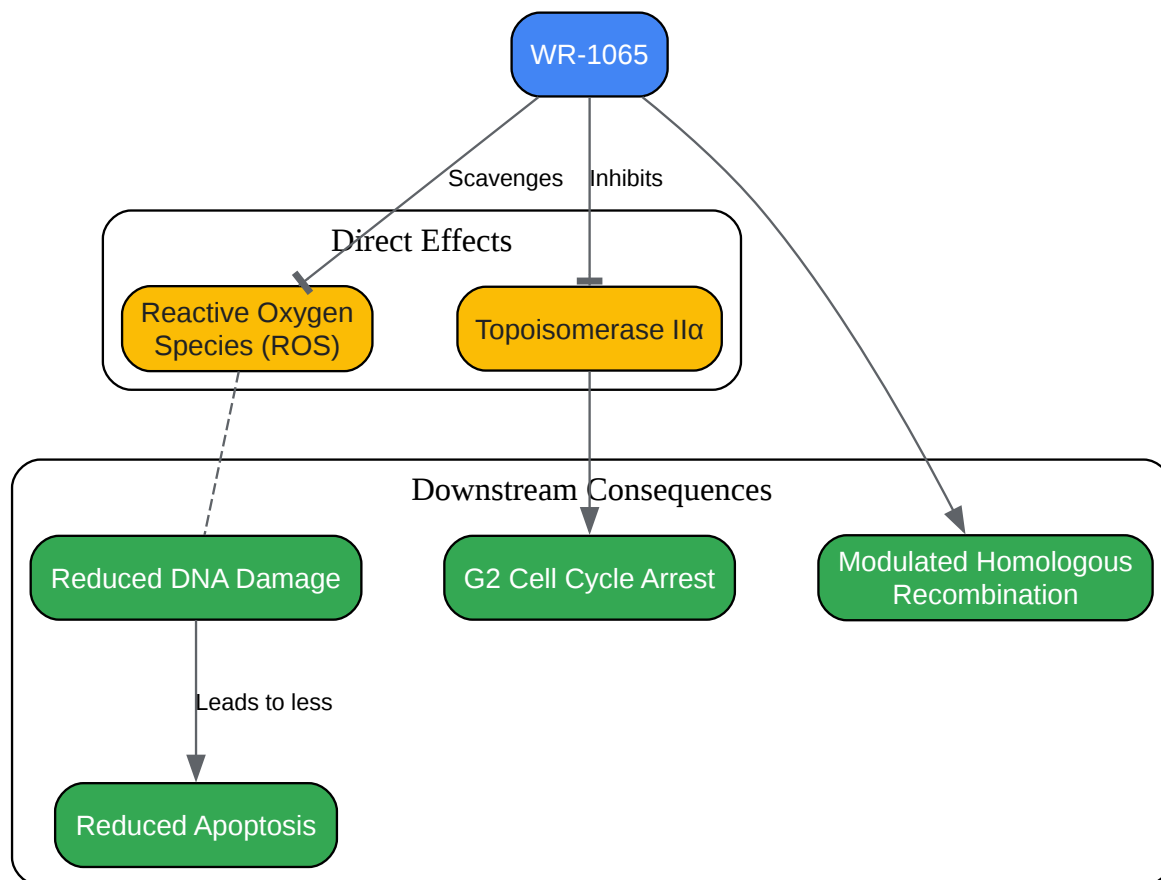 WR-1065
Scavenges
Inhibits
Direct Effects
Reactive Oxygen
Species (ROS)
Topoisomerase IIα
Downstream Consequences
Reduced DNA Damage
G2 Cell Cycle Arrest
Modulated Homologous
Recombination
Leads to less
Reduced Apoptosis